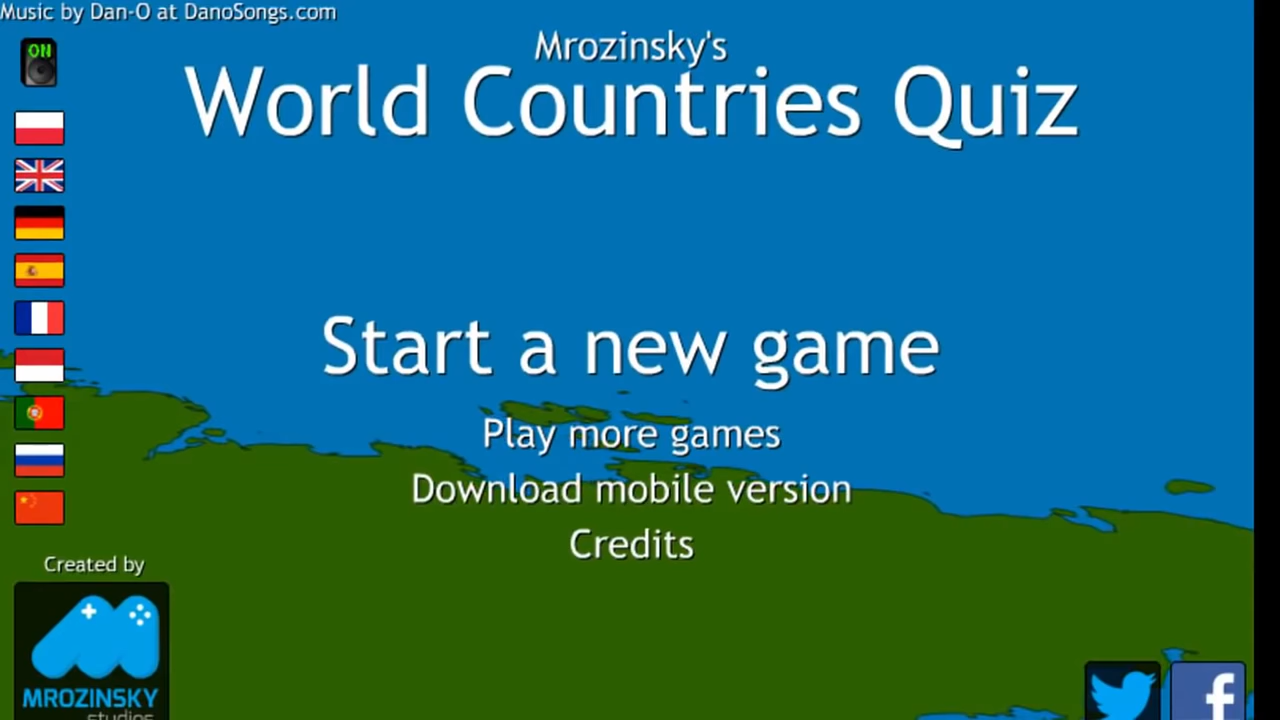 Music by Dan-O at DanoSongs.com
ON
Mrozinsky's
World Countries Quiz
Start a new game
Play more games
Download mobile version
Credits
Created by
MROZINSKY
studios